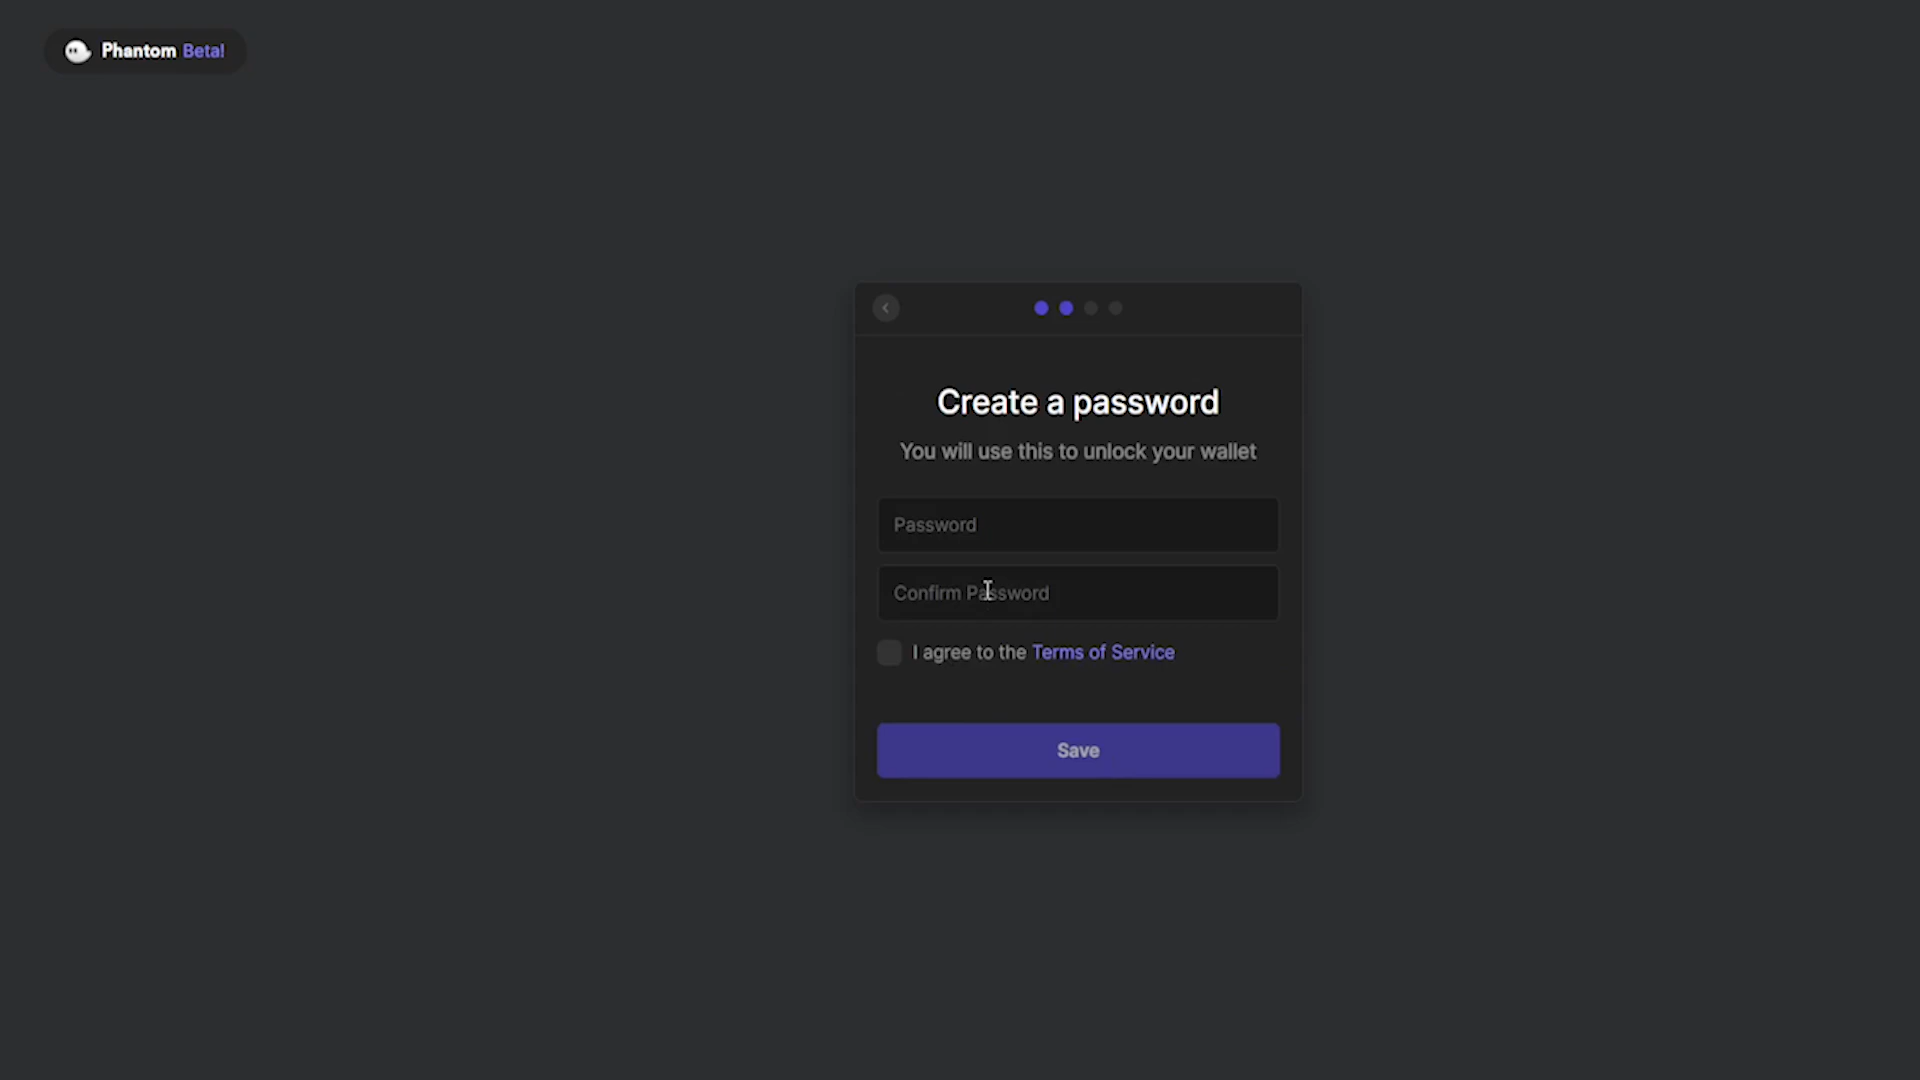 Phantom Beta!
Create a password
You will use this to unlock your wallet
Password
Confirm Password
I agree to the Terms of Service
Save